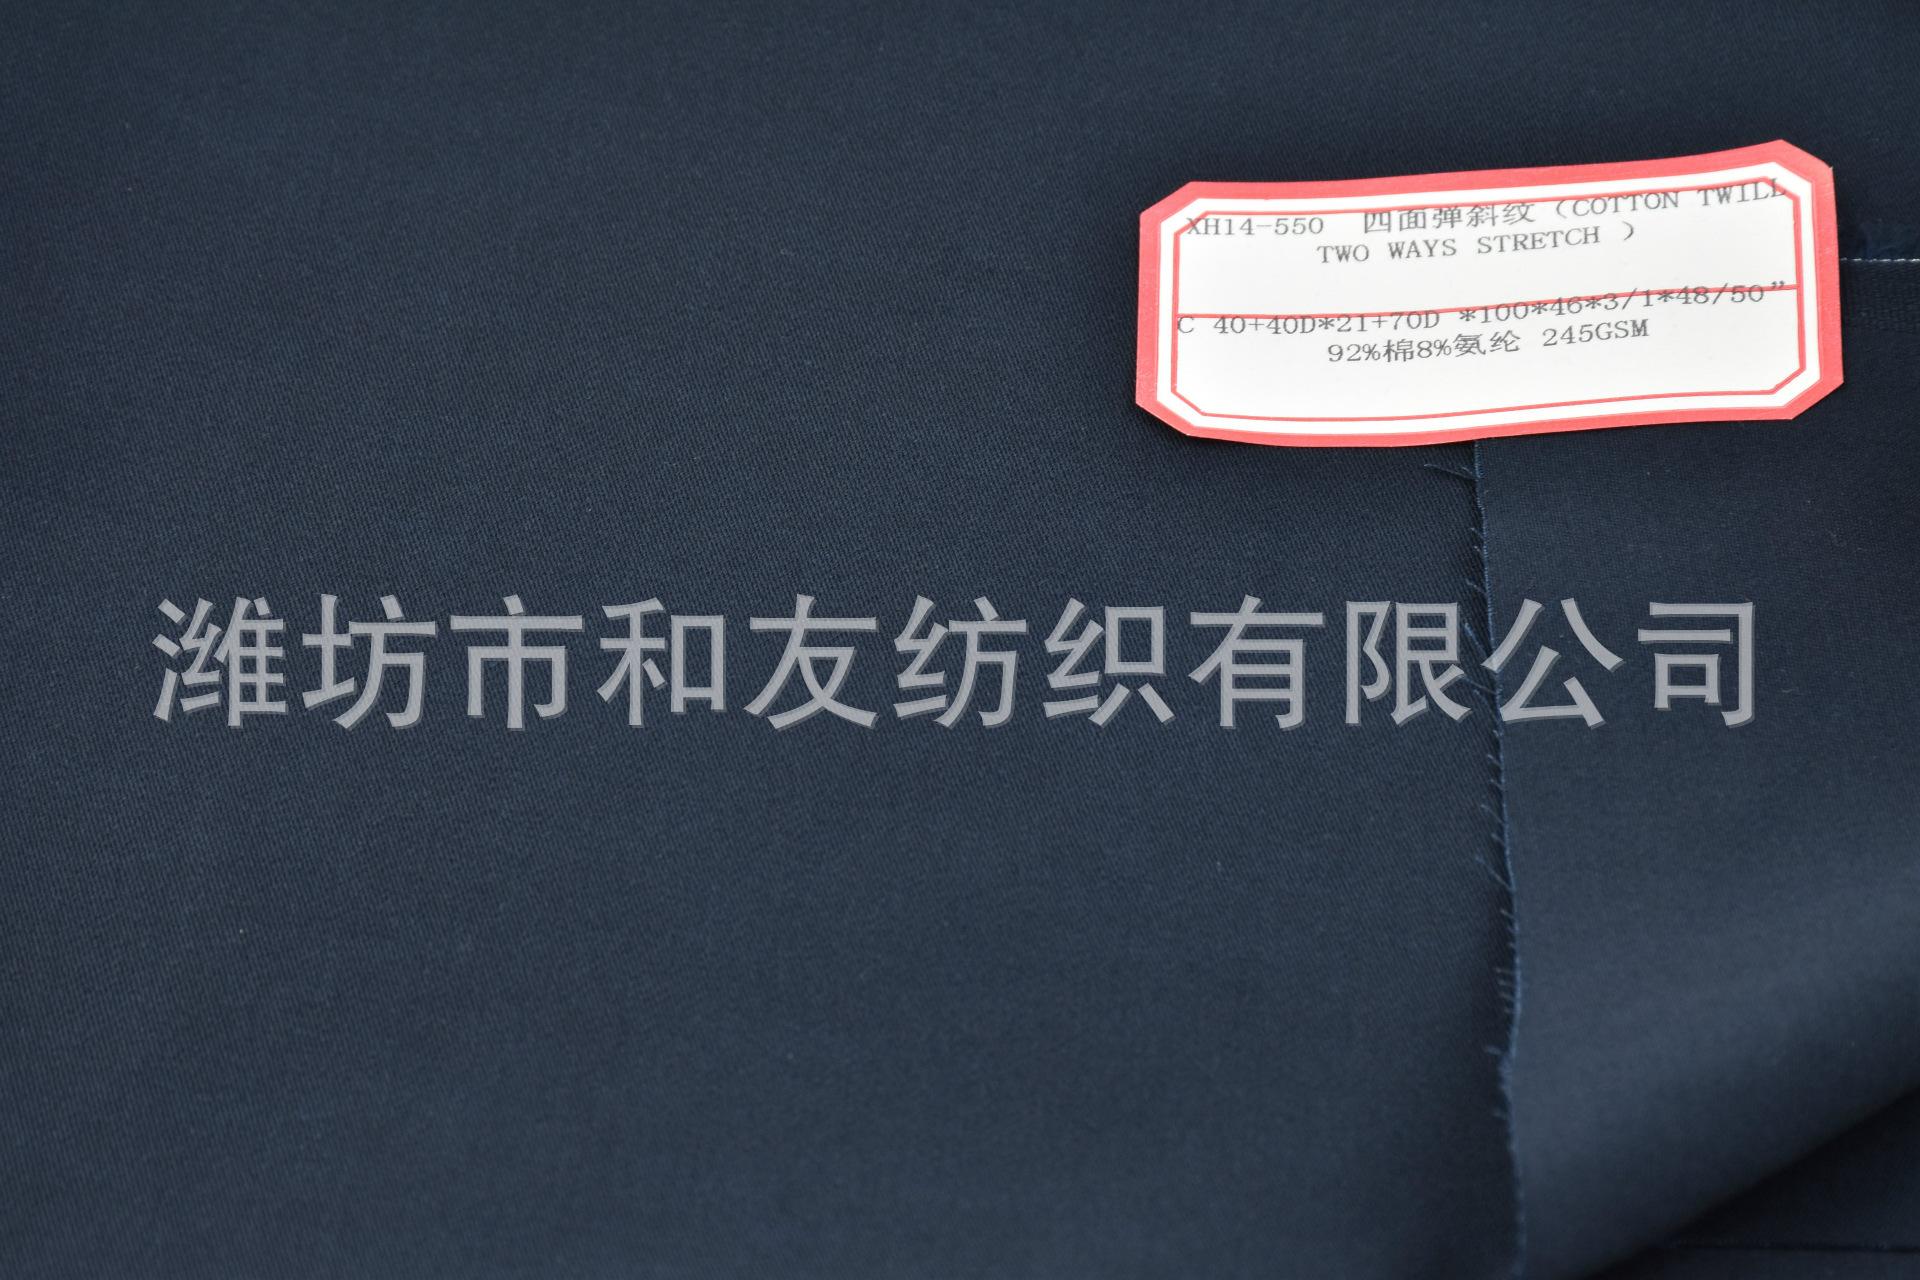 XH14-550 四面弹斜纹（COTTON TWILL
TWO WAYS STRETCH ）
C 40+40D*21+70D *100*46*3/1*48/50”
92%棉8%氨纶 245GSM
潍坊市和友纺织有限公司